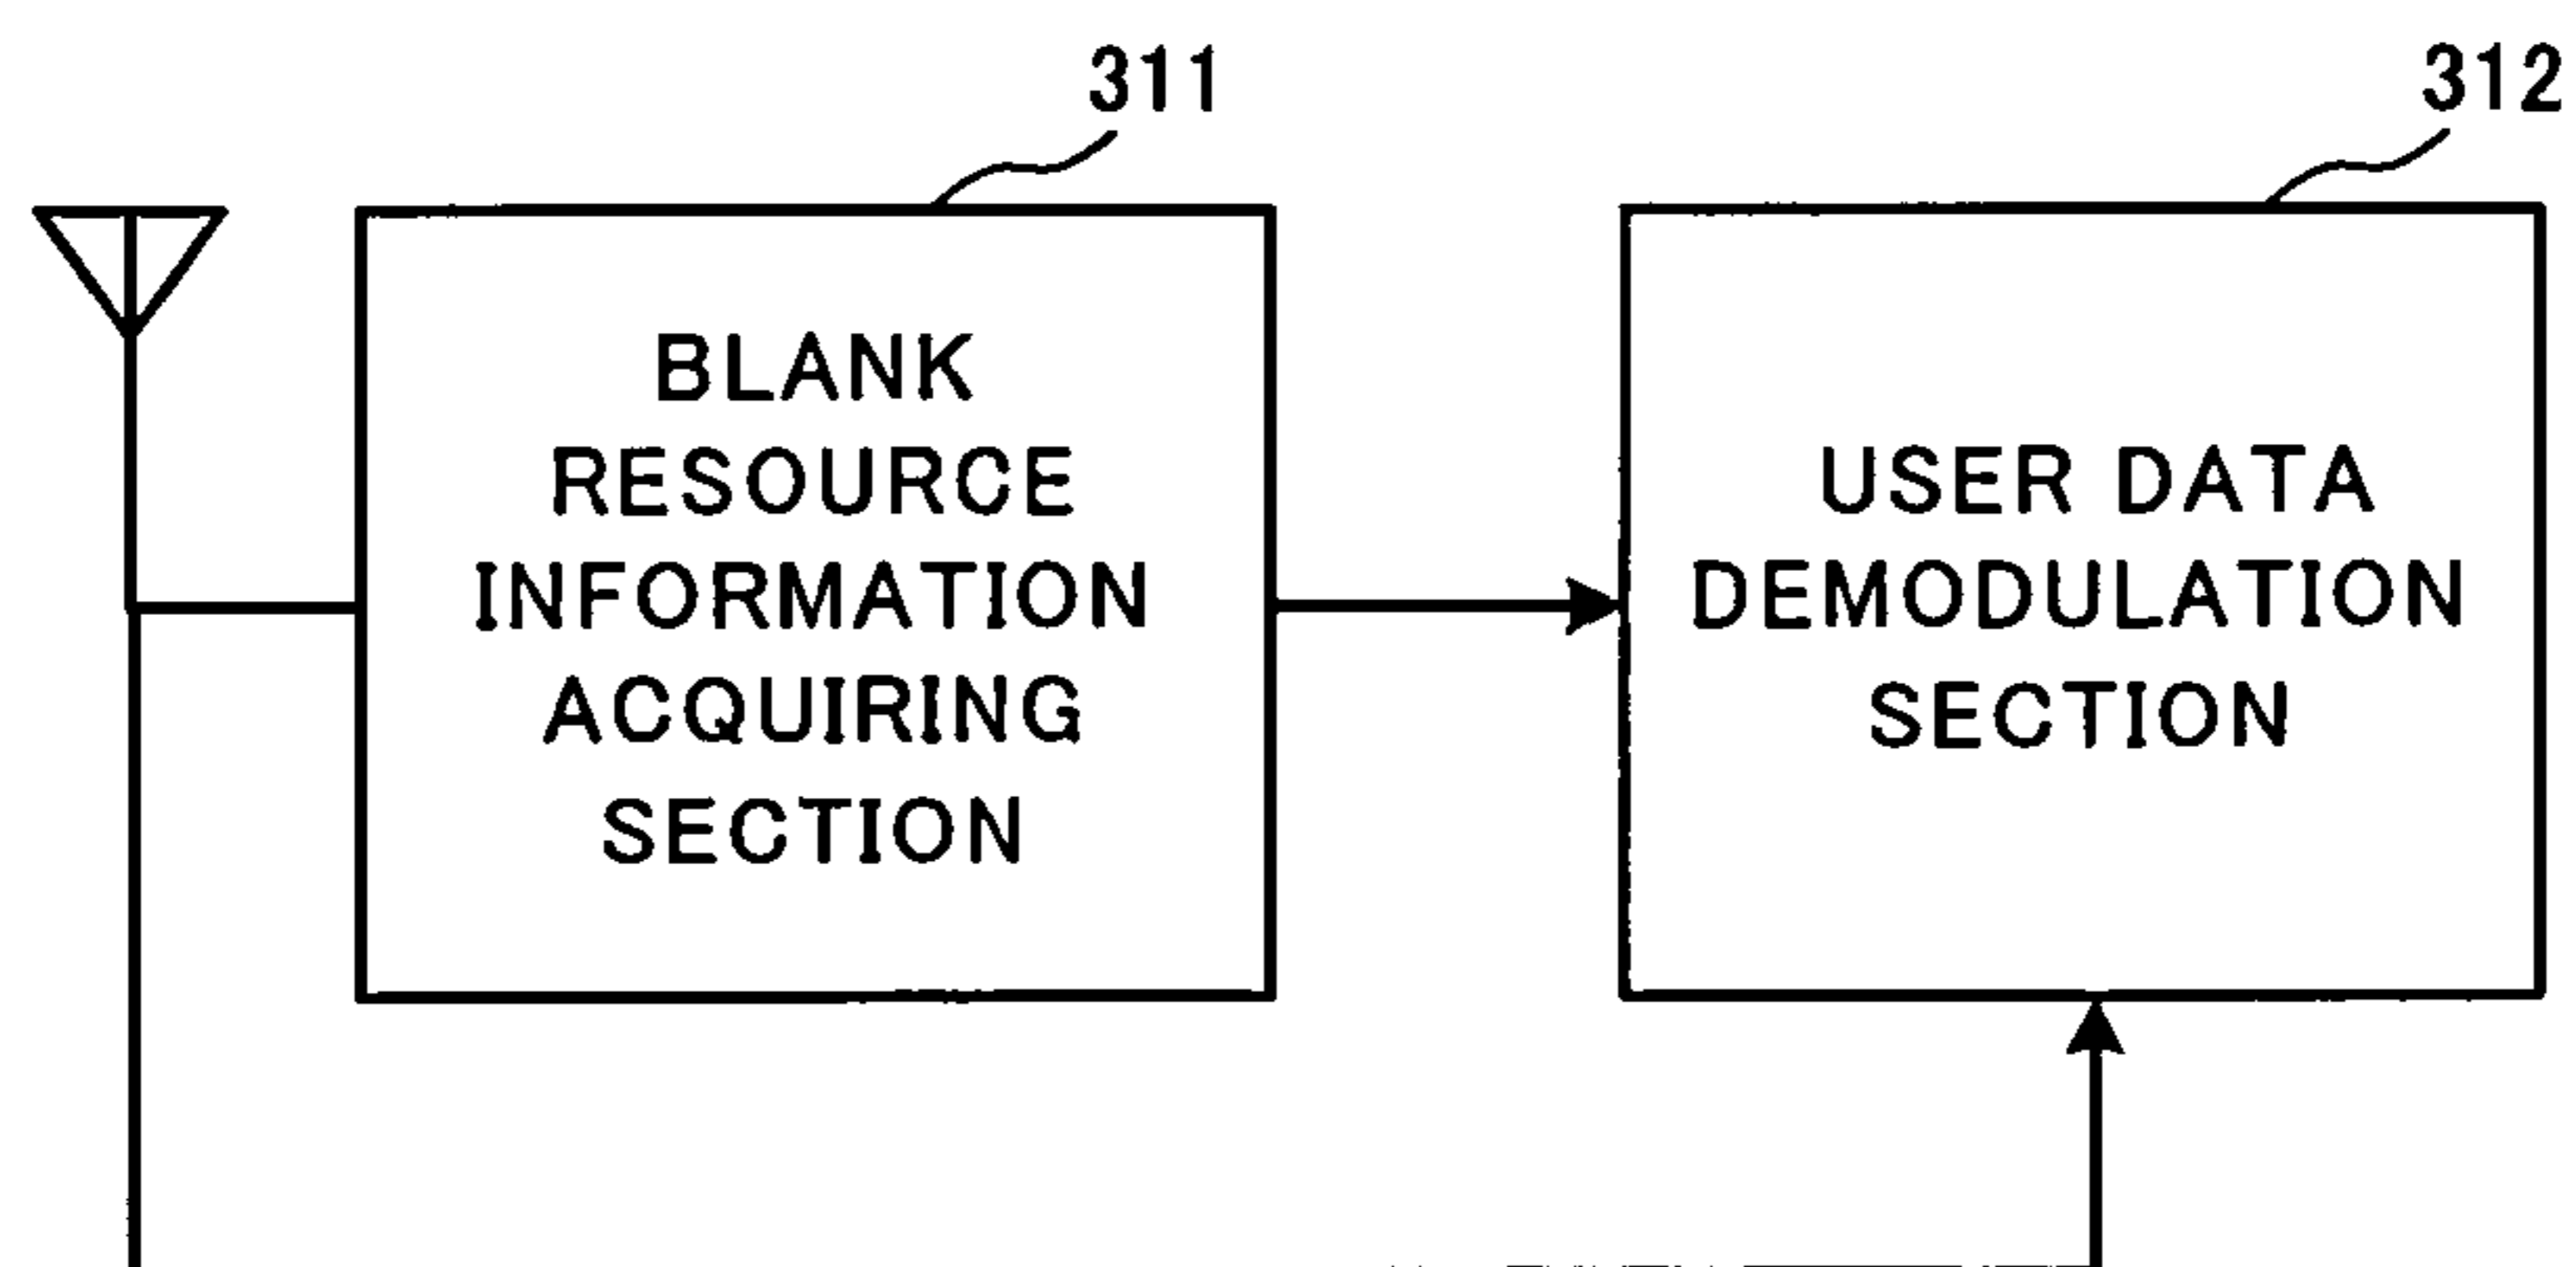 311
312
BLANK
RESOURCE
INFORMATION
ACQUIRING
SECTION
USER DATA
DEMODULATION
SECTION